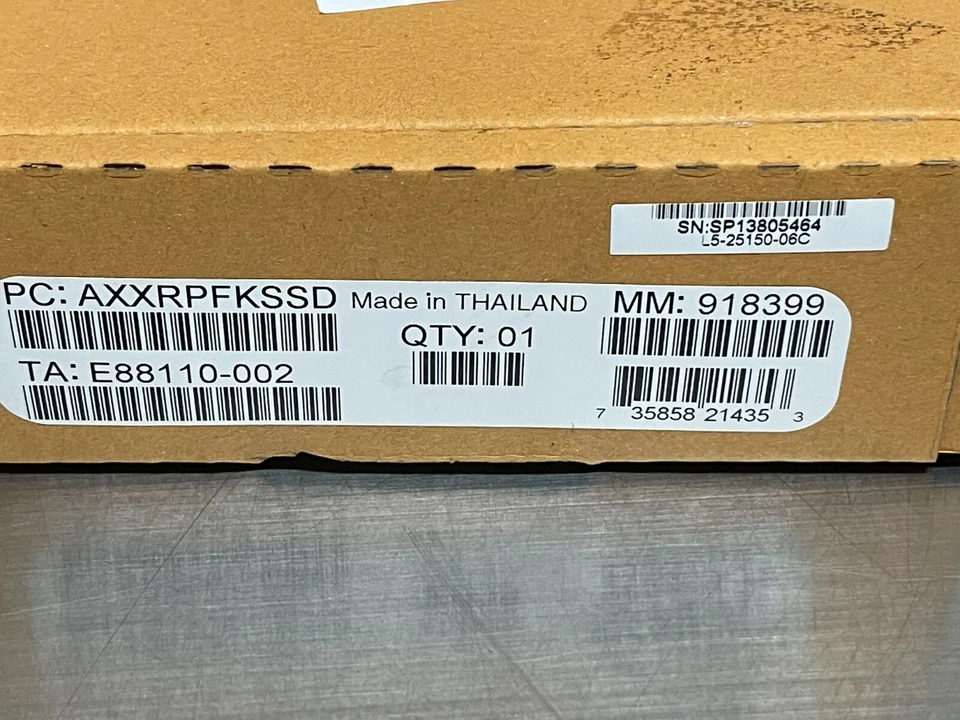 SN:SP13805464
L5-25150-06C
PC: AXXRPFKSSD
Made in THAILAND
MM: 918399
QTY: 01
TA: E88110-002
7 35858 21435 3